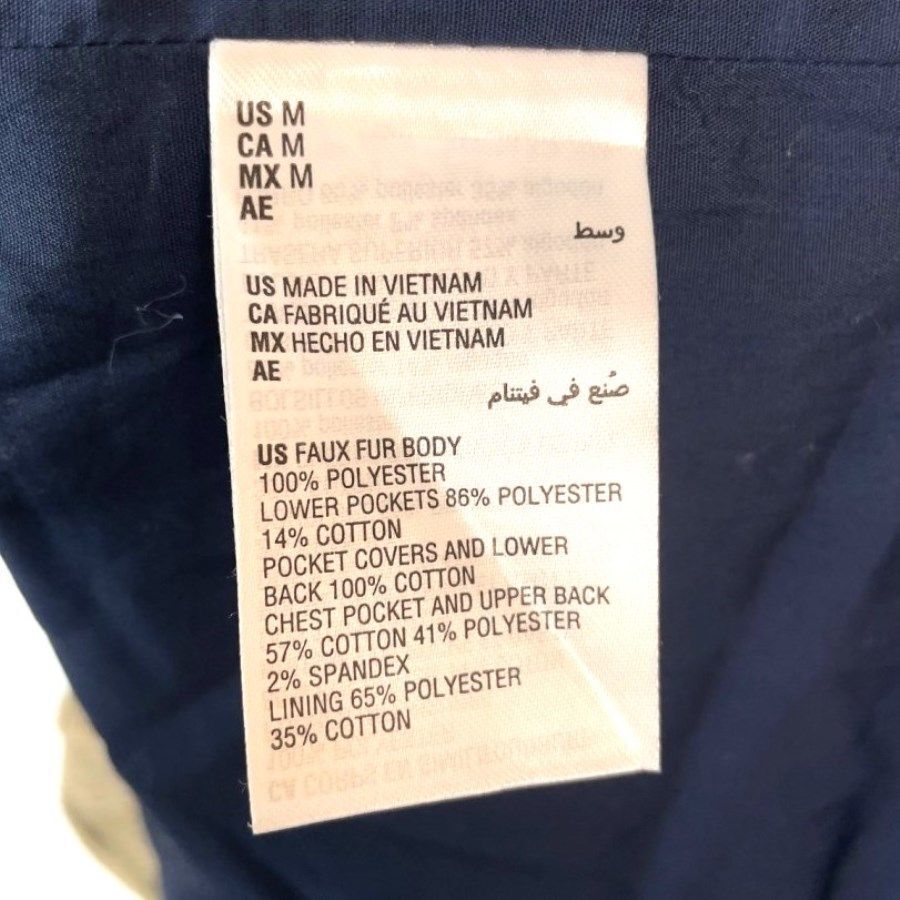 US M
CA M
MX M
AE
وسط
US MADE IN VIETNAM
CA FABRIQUÉ AU VIETNAM
MX HECHO EN VIETNAM
AE
صُنع في فيتنام
US FAUX FUR BODY
100% POLYESTER
LOWER POCKETS 86% POLYESTER
14% COTTON
POCKET COVERS AND LOWER
BACK 100% COTTON
CHEST POCKET AND UPPER BACK
57% COTTON 41% POLYESTER
2% SPANDEX
LINING 65% POLYESTER
35% COTTON